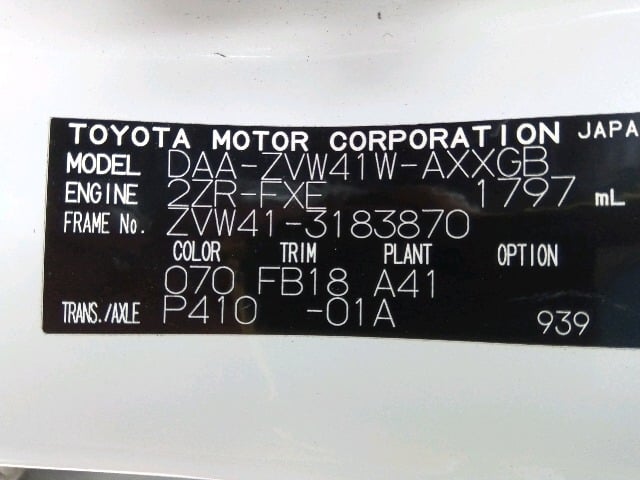 TOYOTA MOTOR CORPORATION JAPA
MODEL DAA-ZVW41W-AXXGB
ENGINE 2ZR-FXE 1797 mL
FRAME No. ZVW41-3183870
COLOR TRIM PLANT OPTION
070 FB18 A41
TRANS./AXLE P410 -01A 939